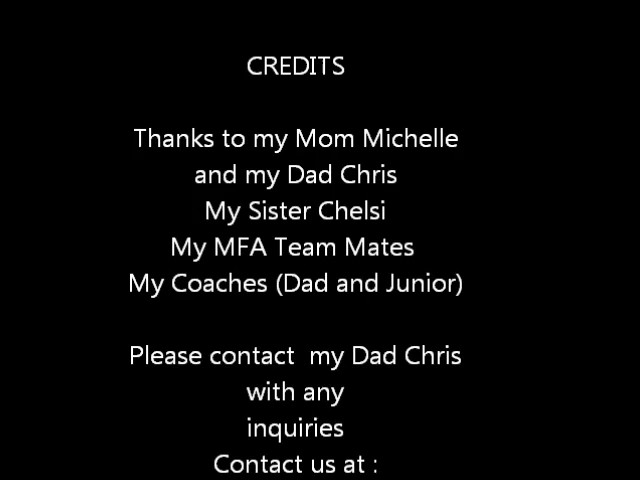 CREDITS
Thanks to my Mom Michelle
and my Dad Chris
My Sister Chelsi
My MFA Team Mates
My Coaches (Dad and Junior)
Please contact  my Dad Chris
with any
inquiries
Contact us at :